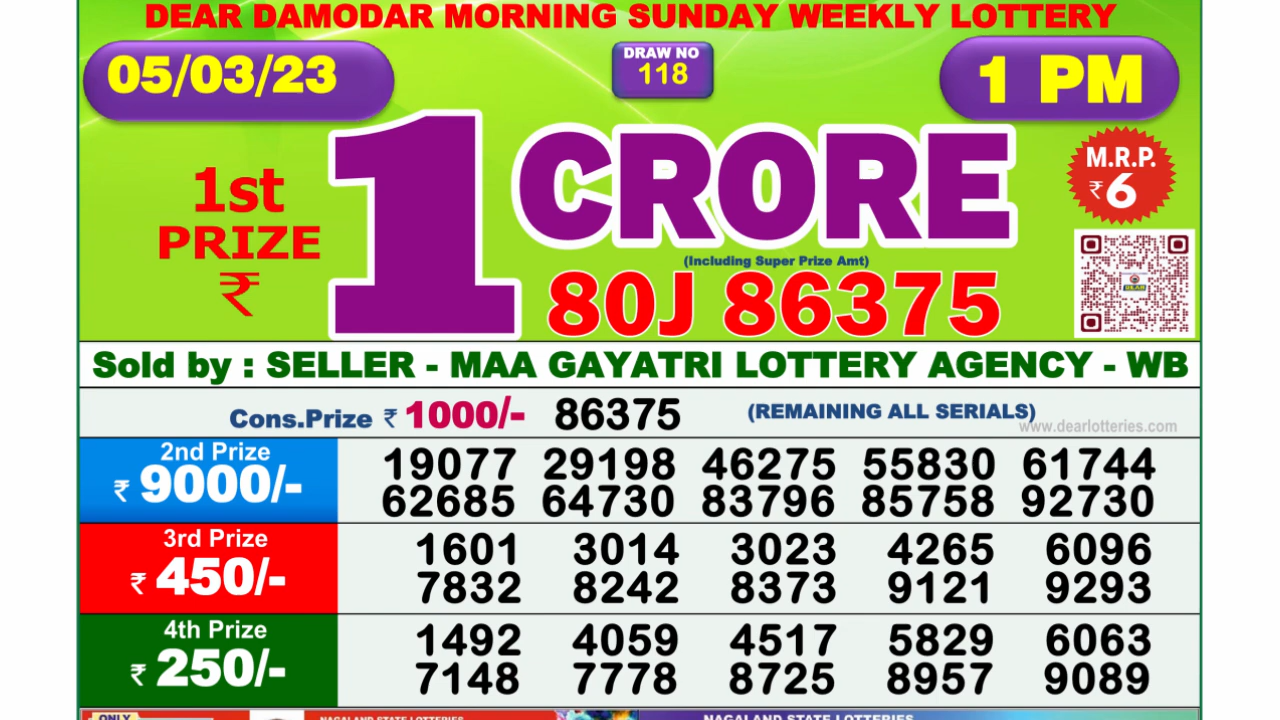 DEAR DAMODAR MORNING SUNDAY WEEKLY LOTTERY
05/03/23
DRAW NO
118
1 PM
1st
PRIZE
₹
1 CRORE
(Including Super Prize Amt)
80J 86375
M.R.P.
₹ 6
Sold by : SELLER - MAA GAYATRI LOTTERY AGENCY - WB
Cons.Prize ₹ 1000/- 86375 (REMAINING ALL SERIALS)
www.dearlotteries.com
2nd Prize
₹ 9000/-
19077 29198 46275 55830 61744
62685 64730 83796 85758 92730
3rd Prize
₹ 450/-
1601 3014 3023 4265 6096
7832 8242 8373 9121 9293
4th Prize
₹ 250/-
1492 4059 4517 5829 6063
7148 7778 8725 8957 9089
ONLY
NAGALAND STATE LOTTERIES
NAGALAND STATE LOTTERIES